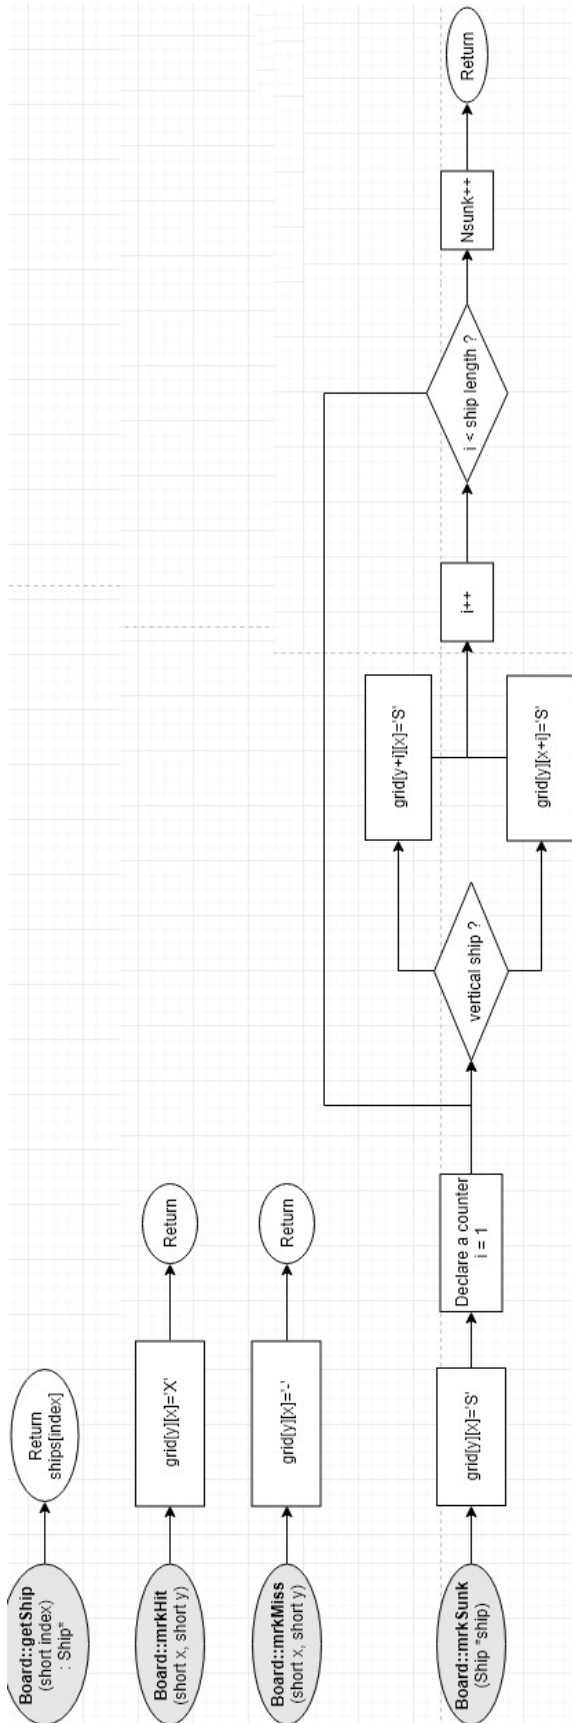 Board::getShip
(short index)
: Ship*
Return
ships[index]
Board::mrkHit
(short x, short y)
grid[y][x]='X'
Return
Board::mrkMiss
(short x, short y)
grid[y][x]='-'
Return
Board::mrkSunk
(Ship *ship)
grid[y][x]='S'
Declare a counter
i = 1
vertical ship ?
grid[y+i][x]='S'
grid[y][x+i]='S'
i++
i < ship length ?
Nsunk++
Return